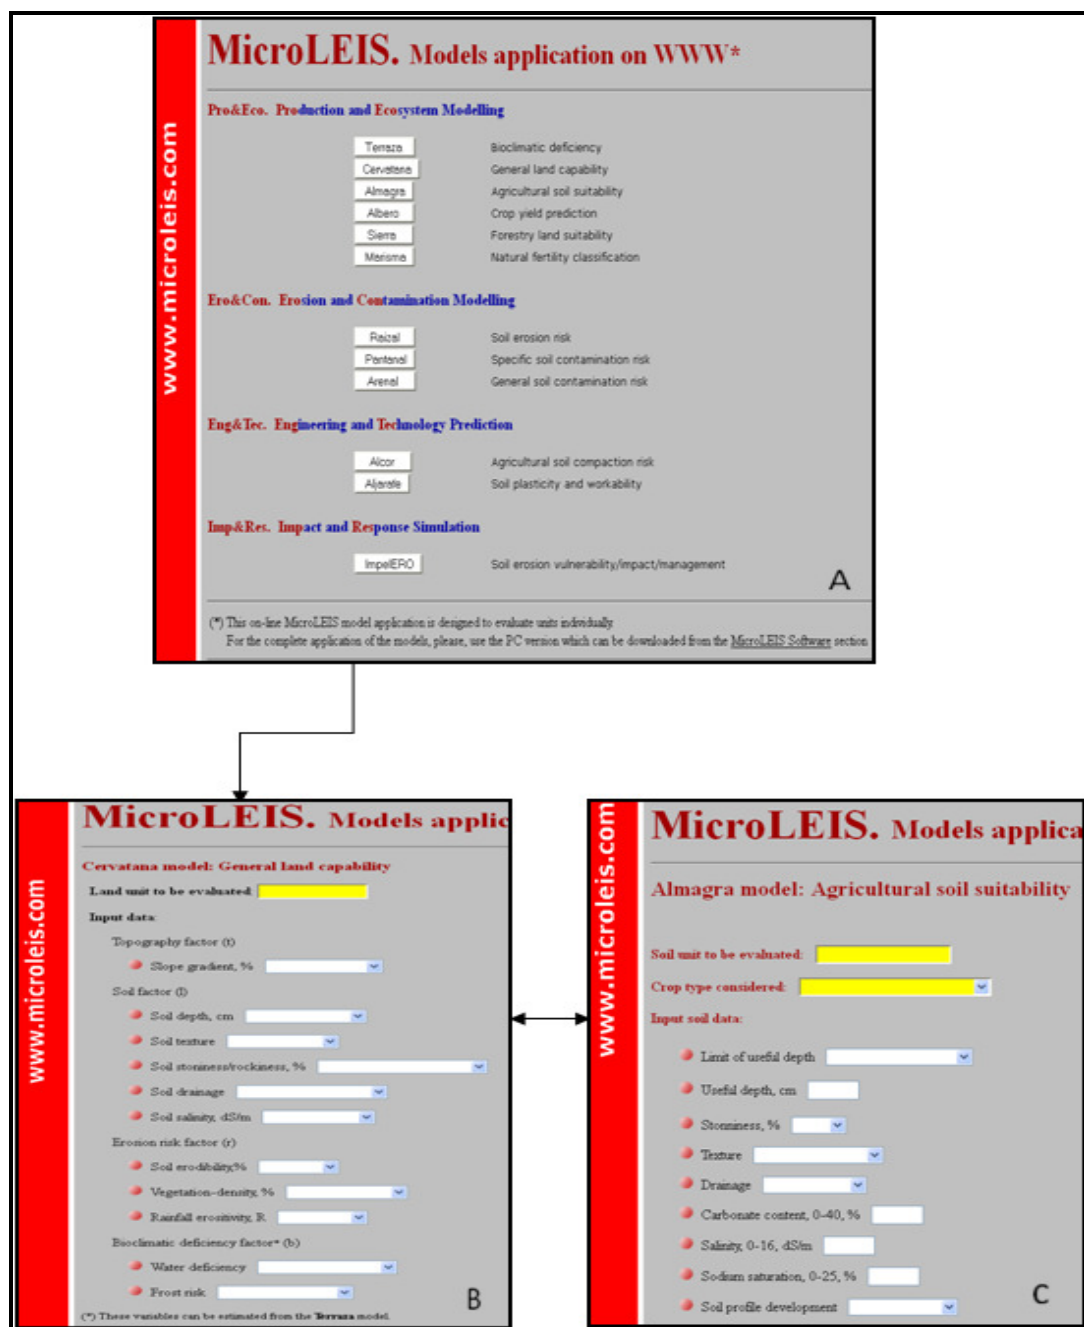 MicroLEIS. Models application on WWW*
www.microleis.com
Pro&Eco. Production and Ecosystem Modelling
Terraza Bioclimatic deficiency
Cervatana General land capability
Almagra Agricultural soil suitability
Albero Crop yield prediction
Sierra Forestry land suitability
Marisma Natural fertility classification
Ero&Con. Erosion and Contamination Modelling
Raizal Soil erosion risk
Pantanal Specific soil contamination risk
Arenal General soil contamination risk
Eng&Tec. Engineering and Technology Prediction
Alcor Agricultural soil compaction risk
Aljarafe Soil plasticity and workability
Imp&Res. Impact and Response Simulation
ImpelERO Soil erosion vulnerability/impact/management
A
(*) This on-line MicroLEIS model application is designed to evaluate units individually.
For the complete application of the models, please, use the PC version which can be downloaded from the MicroLEIS Software section
MicroLEIS. Models applic
www.microleis.com
Cervatana model: General land capability
Land unit to be evaluated:
Input data:
Topography factor (t)
Slope gradient, %
Soil factor (l)
Soil depth, cm
Soil texture
Soil stoniness/rockiness, %
Soil drainage
Soil salinity, dS/m
Erosion risk factor (r)
Soil erodibility,%
Vegetation-density, %
Rainfall erositivity, R
Bioclimatic deficiency factor* (b)
Water deficiency
Frost risk
B
(*) These variables can be estimated from the Terraza model.
MicroLEIS. Models applica
www.microleis.com
Almagra model: Agricultural soil suitability
Soil unit to be evaluated:
Crop type considered:
Input soil data:
Limit of useful depth
Useful depth, cm
Stonniness, %
Texture
Drainage
Carbonate content, 0-40, %
Salinity, 0-16, dS/m
Sodium saturation, 0-25, %
Soil profile development
C